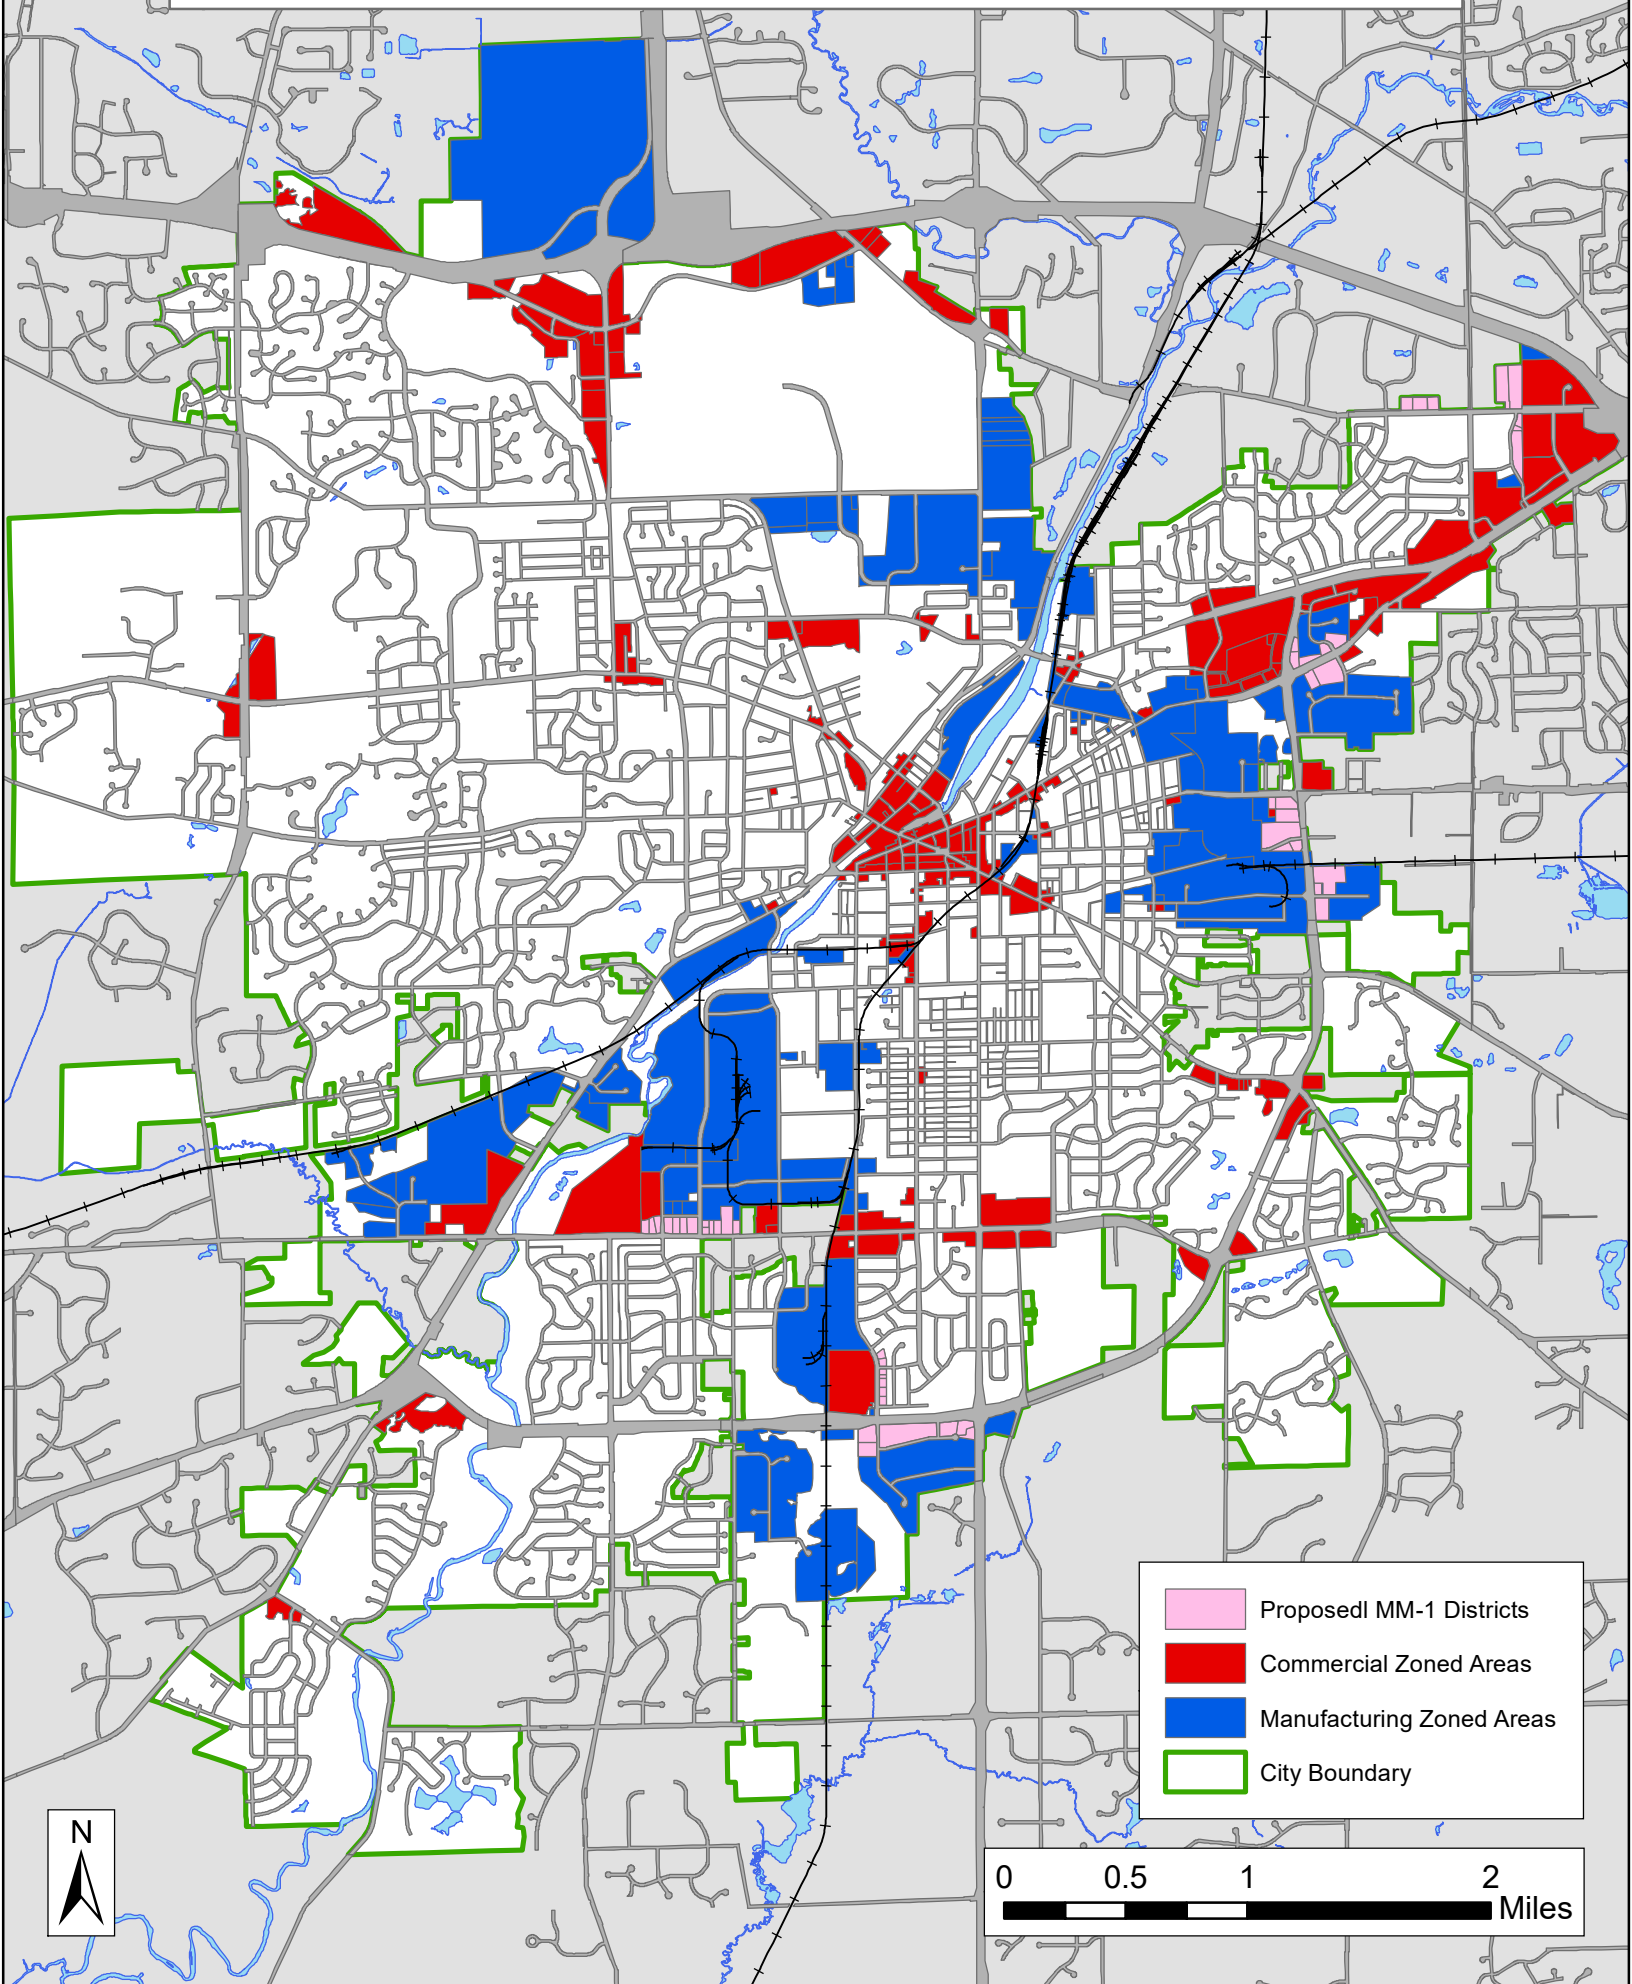 Proposedl MM-1 Districts
Commercial Zoned Areas
Manufacturing Zoned Areas
City Boundary
N
0 0.5 1 2
Miles